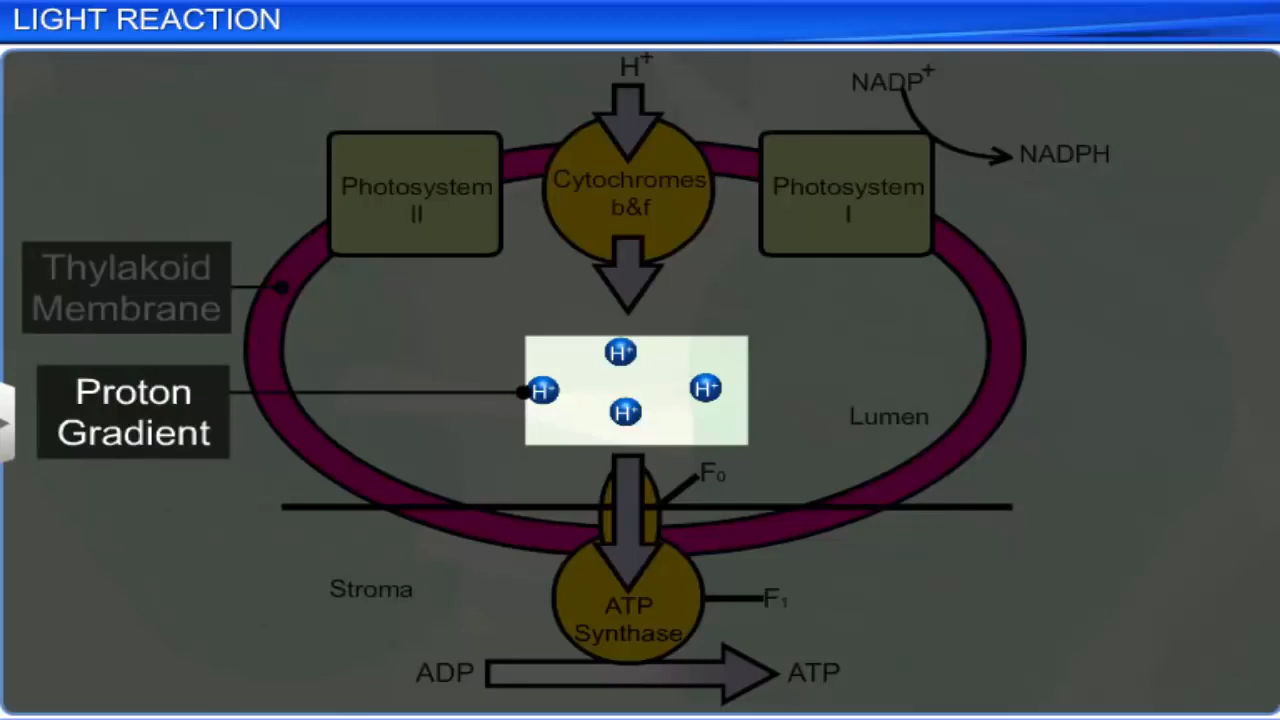 LIGHT REACTION
H⁺
NADP⁺
NADPH
Photosystem
II
Cytochromes
b&f
Photosystem
I
Thylakoid
Membrane
Proton
Gradient
H⁺
H⁺
H⁺
H⁺
Lumen
F₀
Stroma
F₁
ATP
Synthase
ADP
ATP